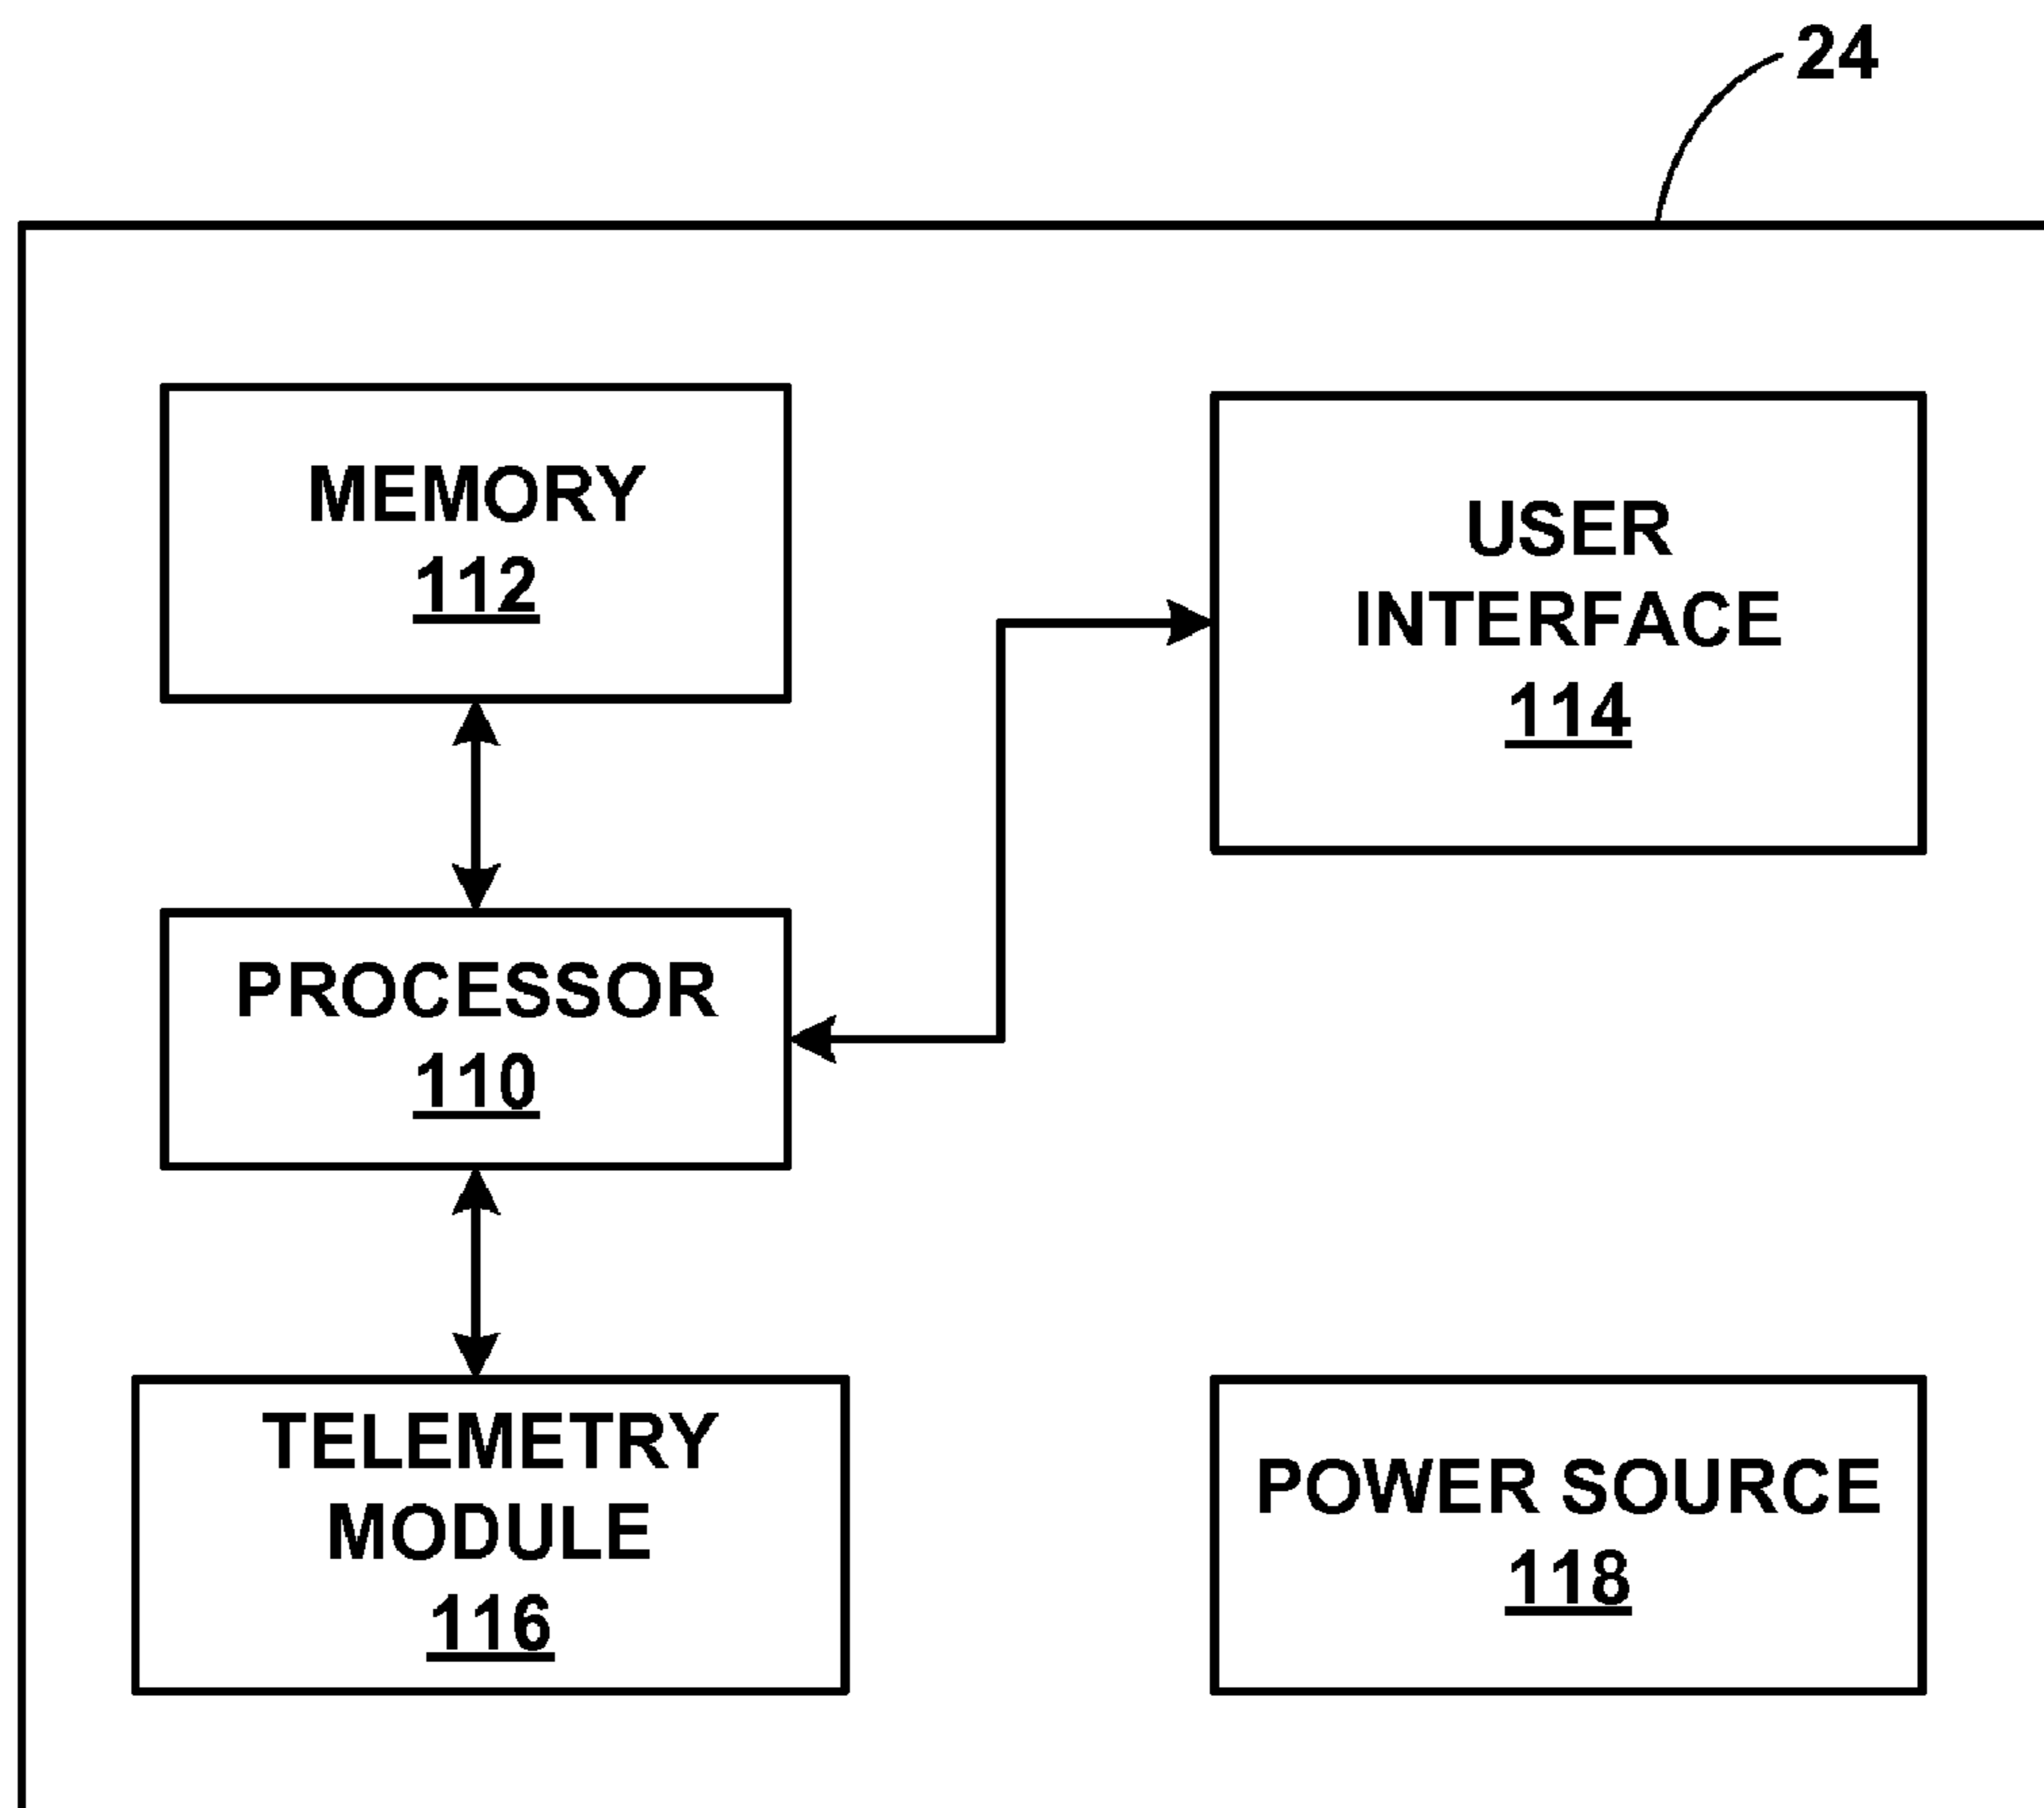 24
MEMORY
112
USER
INTERFACE
114
PROCESSOR
110
TELEMETRY
MODULE
116
POWER SOURCE
118